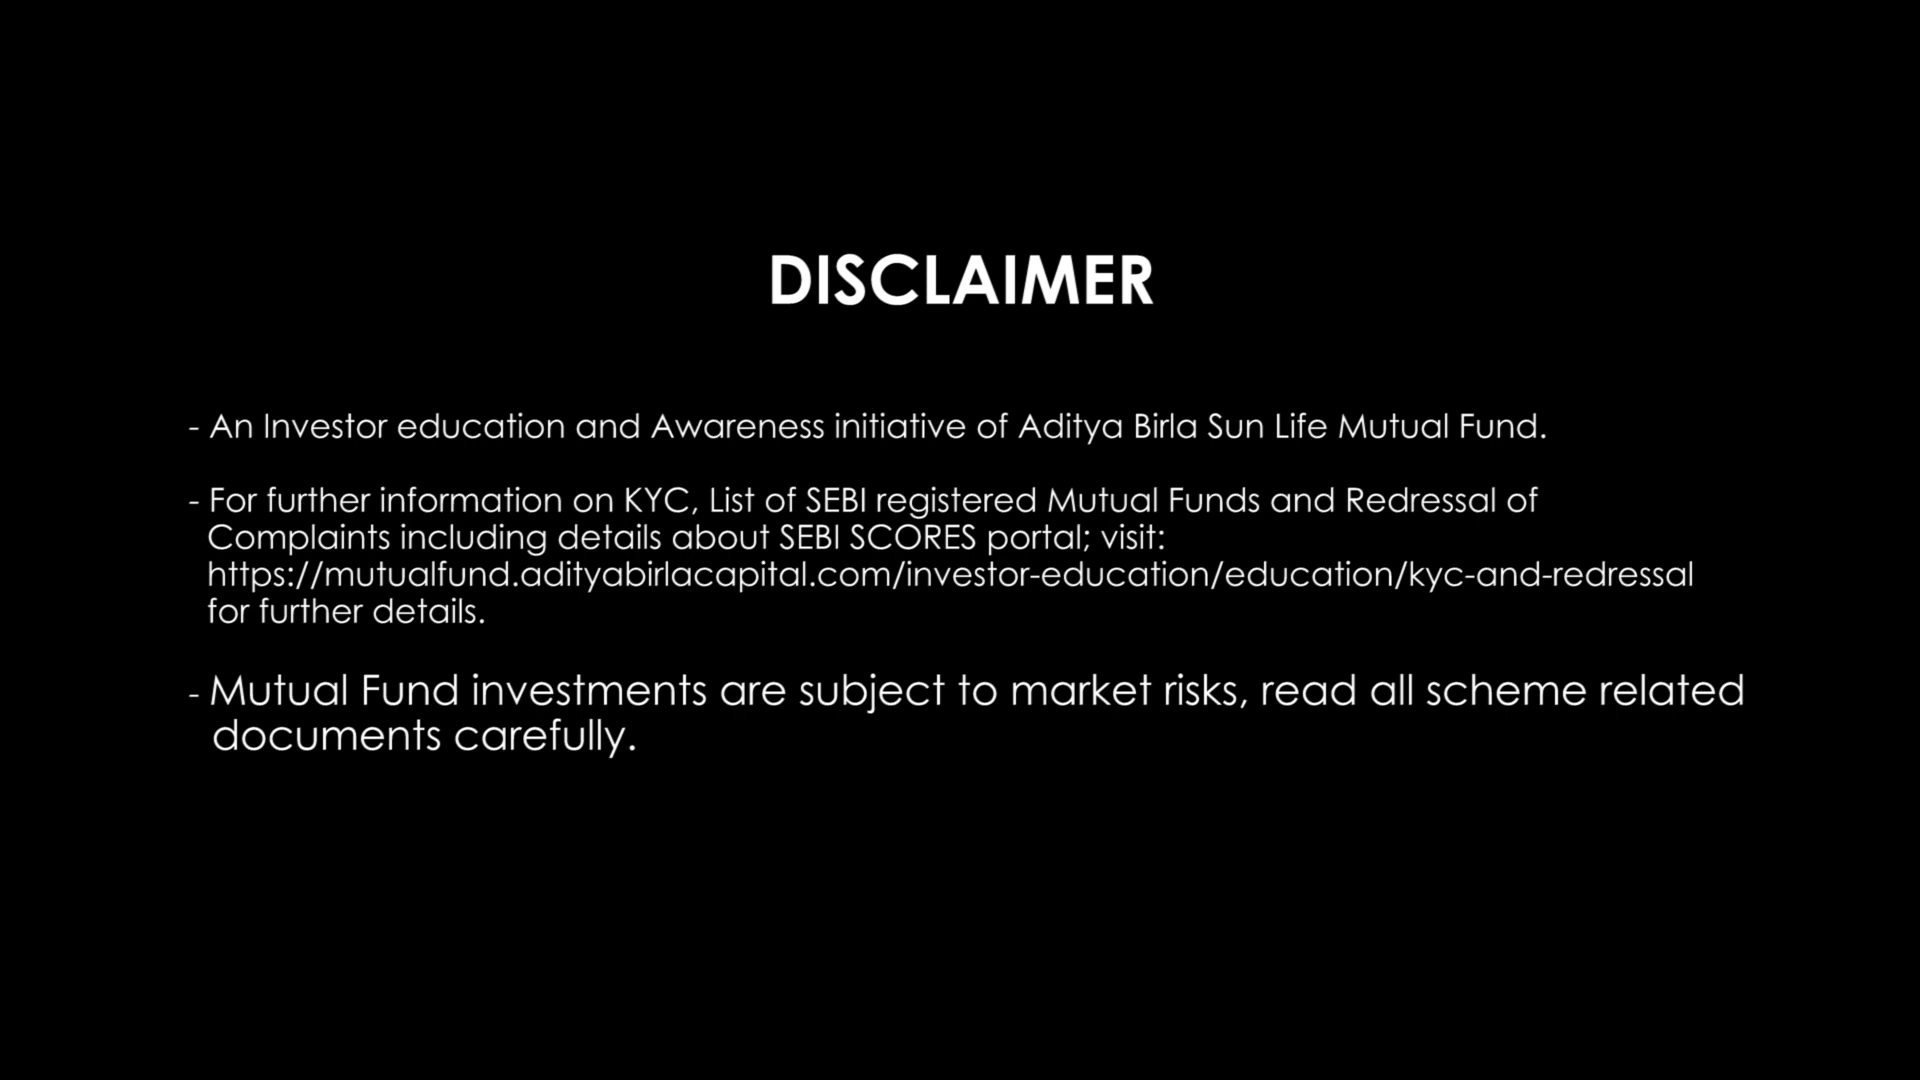 DISCLAIMER
- An Investor education and Awareness initiative of Aditya Birla Sun Life Mutual Fund.
- For further information on KYC, List of SEBI registered Mutual Funds and Redressal of
Complaints including details about SEBI SCORES portal; visit:
https://mutualfund.adityabirlacapital.com/investor-education/education/kyc-and-redressal
for further details.
- Mutual Fund investments are subject to market risks, read all scheme related
documents carefully.